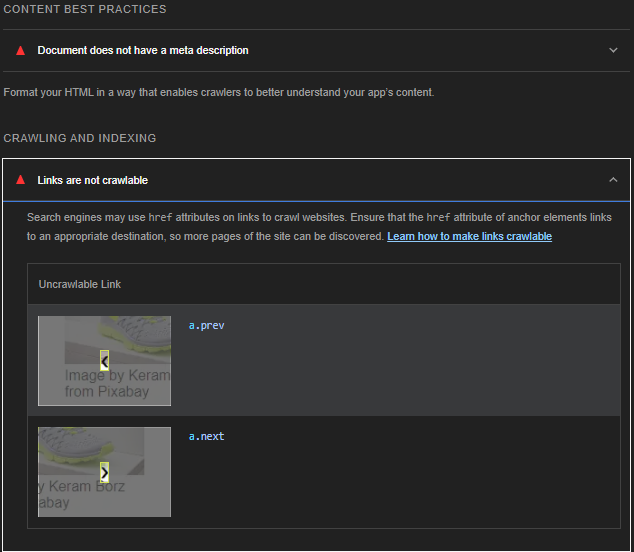 CONTENT BEST PRACTICES
Document does not have a meta description
Format your HTML in a way that enables crawlers to better understand your app's content.
CRAWLING AND INDEXING
Links are not crawlable
Search engines may use href attributes on links to crawl websites. Ensure that the href attribute of anchor elements links
to an appropriate destination, so more pages of the site can be discovered. Learn how to make links crawlable
Uncrawlable Link
a.prev
Image by Keram
from Pixabay
a.next
y Keram Borz
abay